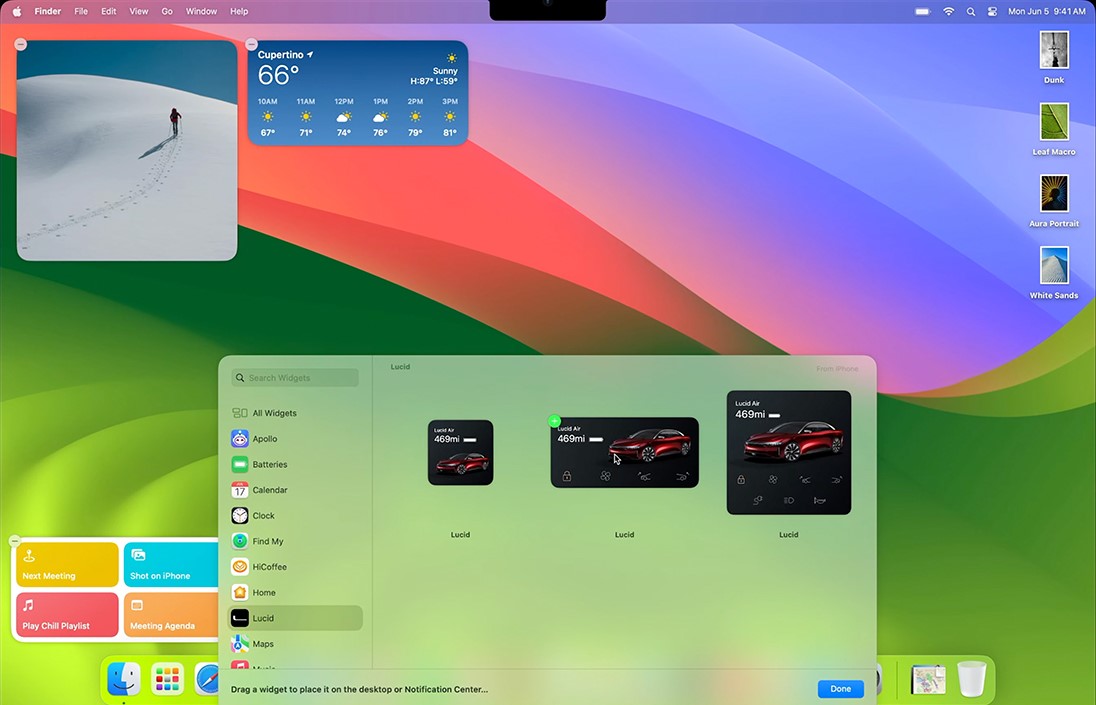 Finder File Edit View Go Window Help
Mon Jun 5 9:41 AM
Cupertino
66°
Sunny
H:87° L:59°
10AM 11AM 12PM 1PM 2PM 3PM
67° 71° 74° 76° 79° 81°
Dunk
Leaf Macro
Aura Portrait
White Sands
Search Widgets
All Widgets
Apollo
Batteries
Calendar
17
Clock
Find My
HiCoffee
Home
Lucid
Maps
Music
Lucid
From iPhone
Lucid Air
469mi
Lucid
Lucid Air
469mi
Lucid
Lucid Air
469mi
Lucid
Next Meeting
Shot on iPhone
Play Chill Playlist
Meeting Agenda
Drag a widget to place it on the desktop or Notification Center...
Done